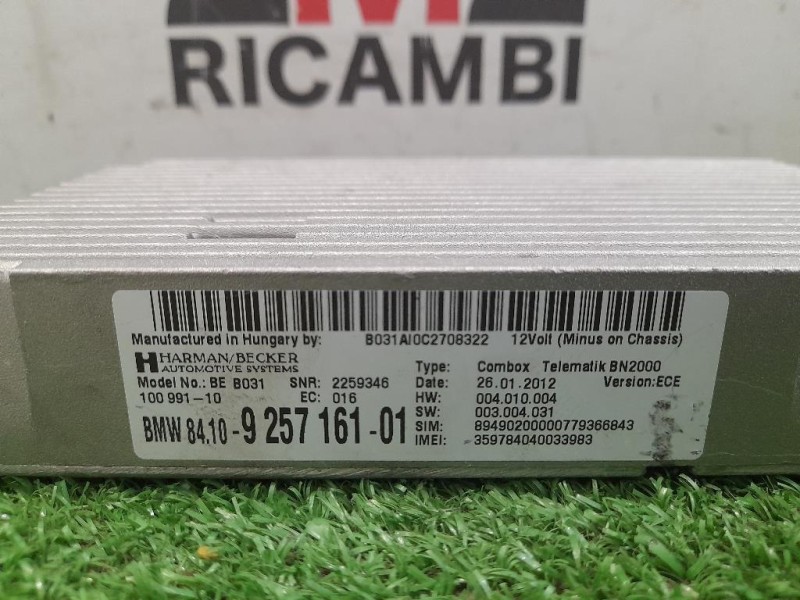 M
RICAMBI
Manufactured in Hungary by: B031AI0C2708322 12Volt (Minus on Chassis)
HARMAN/BECKER
AUTOMOTIVE SYSTEMS
Type: Combox Telematik BN2000
Model No.: BE B031 SNR: 2259346 Date: 26.01.2012 Version: ECE
100 991-10 EC: 016 HW: 004.010.004
SW: 003.004.031
BMW 84.10-9 257 161-01 SIM: 89490200000779366843
IMEI: 359784040033983